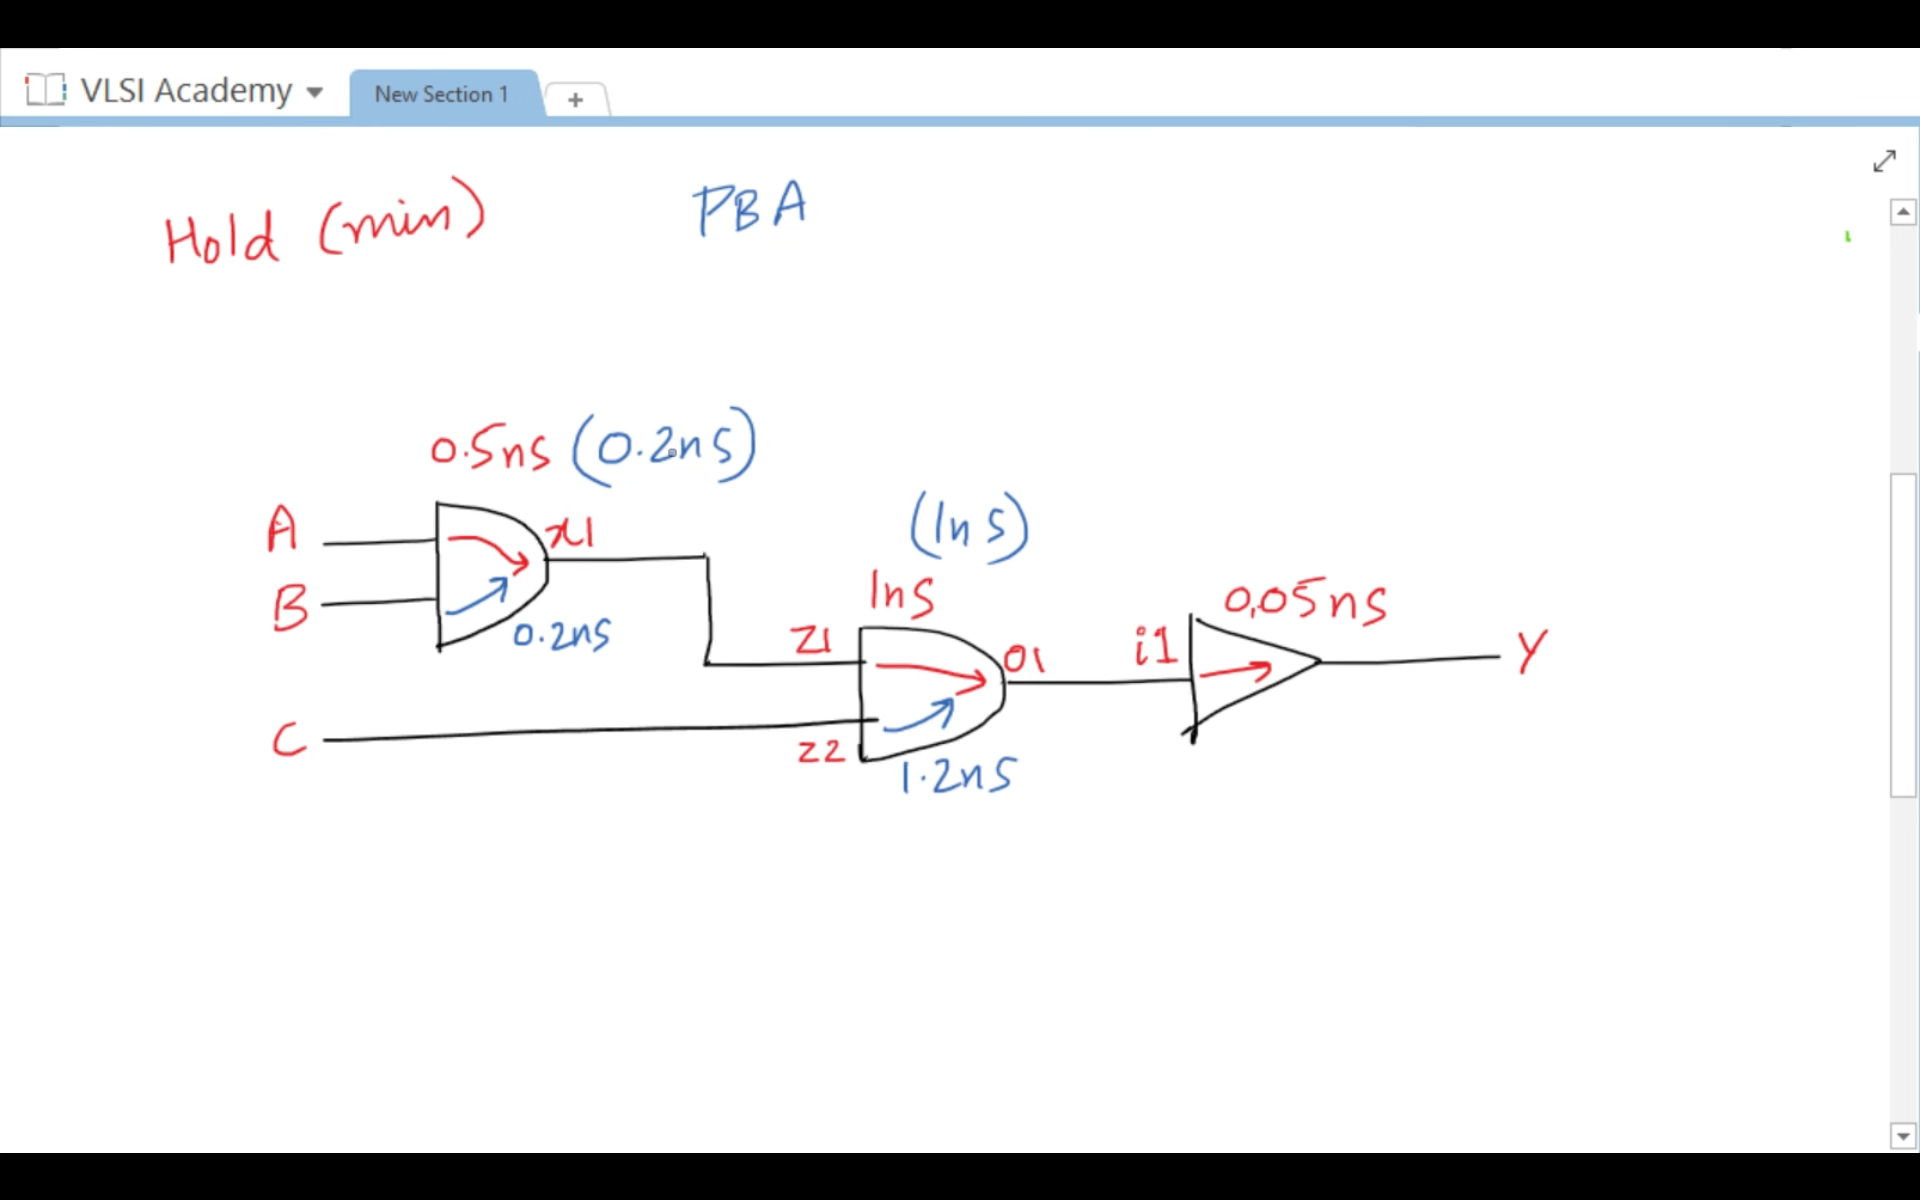 VLSI Academy
New Section 1
+
Hold (min)
PBA
0.5ns (0.2ns)
(1ns)
A
x1
B
0.2ns
1ns
0.05ns
Z1
O1
i1
Y
C
Z2
1.2ns